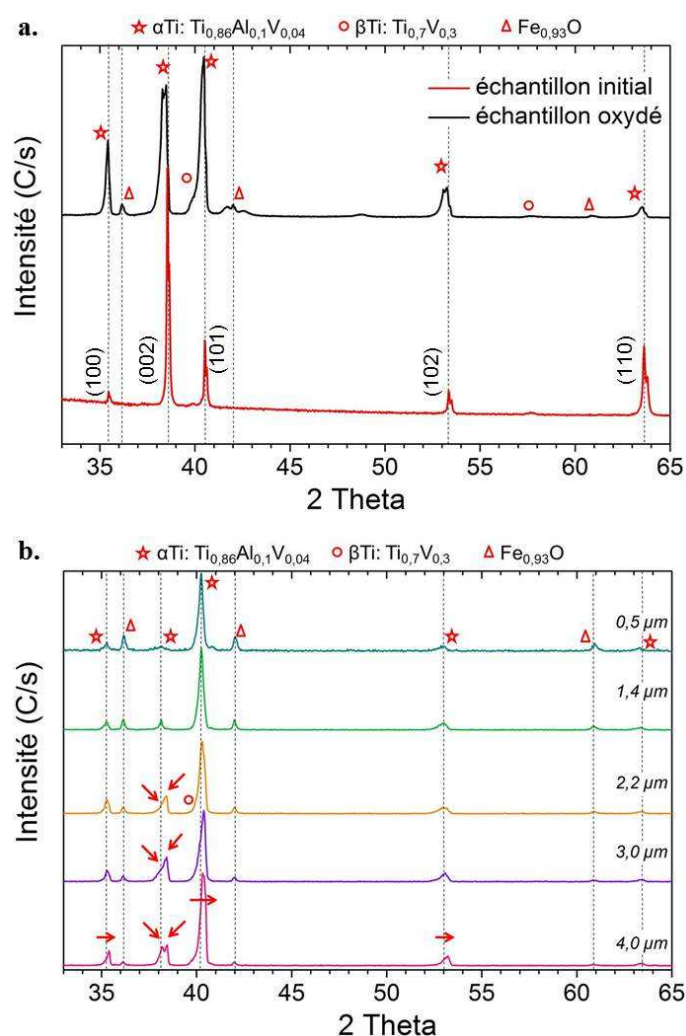 a.
☆ αTi: Ti0,86Al0,1V0,04 ○ βTi: Ti0,7V0,3 △ Fe0,93O
échantillon initial
échantillon oxydé
Intensité (C/s)
(100)
(002)
(101)
(102)
(110)
35 40 45 50 55 60 65
2 Theta
b.
☆ αTi: Ti0,86Al0,1V0,04 ○ βTi: Ti0,7V0,3 △ Fe0,93O
0,5 µm
1,4 µm
2,2 µm
3,0 µm
4,0 µm
Intensité (C/s)
35 40 45 50 55 60 65
2 Theta